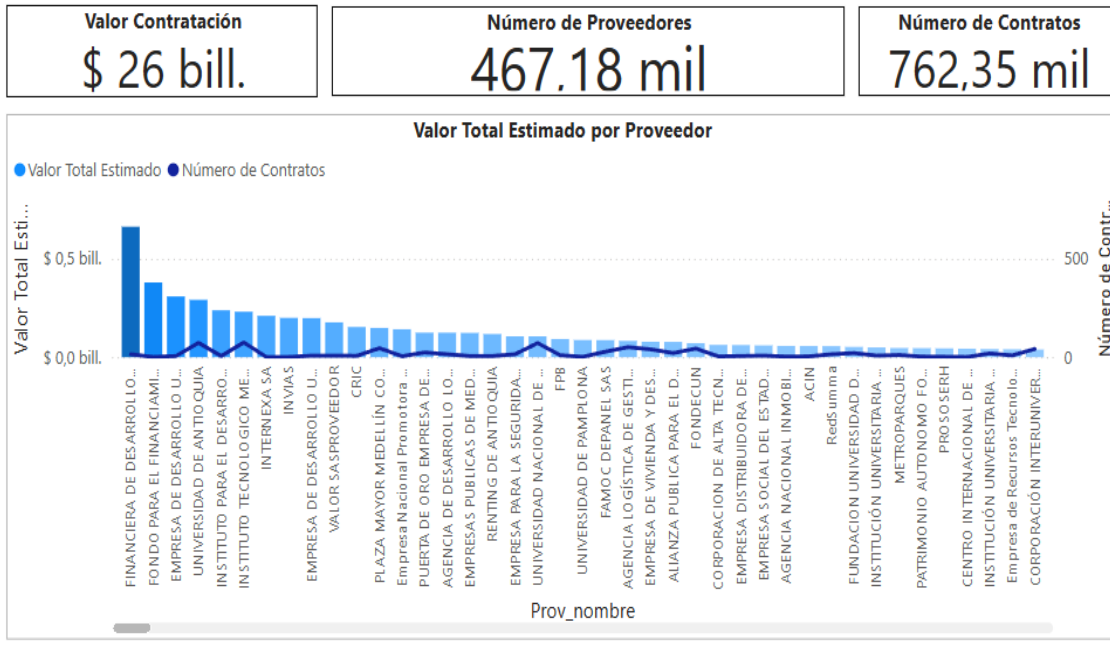 Valor Contratación
$ 26 bill.
Número de Proveedores
467,18 mil
Número de Contratos
762,35 mil
Valor Total Estimado por Proveedor
Valor Total Estimado
Número de Contratos
Valor Total Esti...
$ 0,5 bill.
$ 0,0 bill.
500
0
Número de Contr...
FINANCIERA DE DESARROLLO...
FONDO PARA EL FINANCIAMI...
EMPRESA DE DESARROLLO U...
UNIVERSIDAD DE ANTIOQUIA
INSTITUTO PARA EL DESARRO...
INSTITUTO TECNOLOGICO ME...
INTERNEXA SA
INVIAS
EMPRESA DE DESARROLLO U...
VALOR SASPROVEEDOR
CRIC
PLAZA MAYOR MEDELLÍN CO...
Empresa Nacional Promotora ...
PUERTA DE ORO EMPRESA DE...
AGENCIA DE DESARROLLO LO...
EMPRESAS PUBLICAS DE MED...
RENTING DE ANTIOQUIA
EMPRESA PARA LA SEGURIDA...
UNIVERSIDAD NACIONAL DE ...
FPB
UNIVERSIDAD DE PAMPLONA
FAMOC DEPANEL SAS
AGENCIA LOGÍSTICA DE GESTI...
EMPRESA DE VIVIENDA Y DES...
ALIANZA PUBLICA PARA EL D...
FONDECUN
CORPORACION DE ALTA TECN...
EMPRESA DISTRIBUIDORA DE...
EMPRESA SOCIAL DEL ESTAD...
AGENCIA NACIONAL INMOBI...
ACIN
RedSumma
FUNDACION UNIVERSIDAD D...
INSTITUCIÓN UNIVERSITARIA ...
METROPARQUES
PATRIMONIO AUTONOMO FO...
PROSOSERH
CENTRO INTERNACIONAL DE ...
INSTITUCIÓN UNIVERSITARIA ...
Empresa de Recursos Tecnolo...
CORPORACIÓN INTERUNIVER...
Prov_nombre